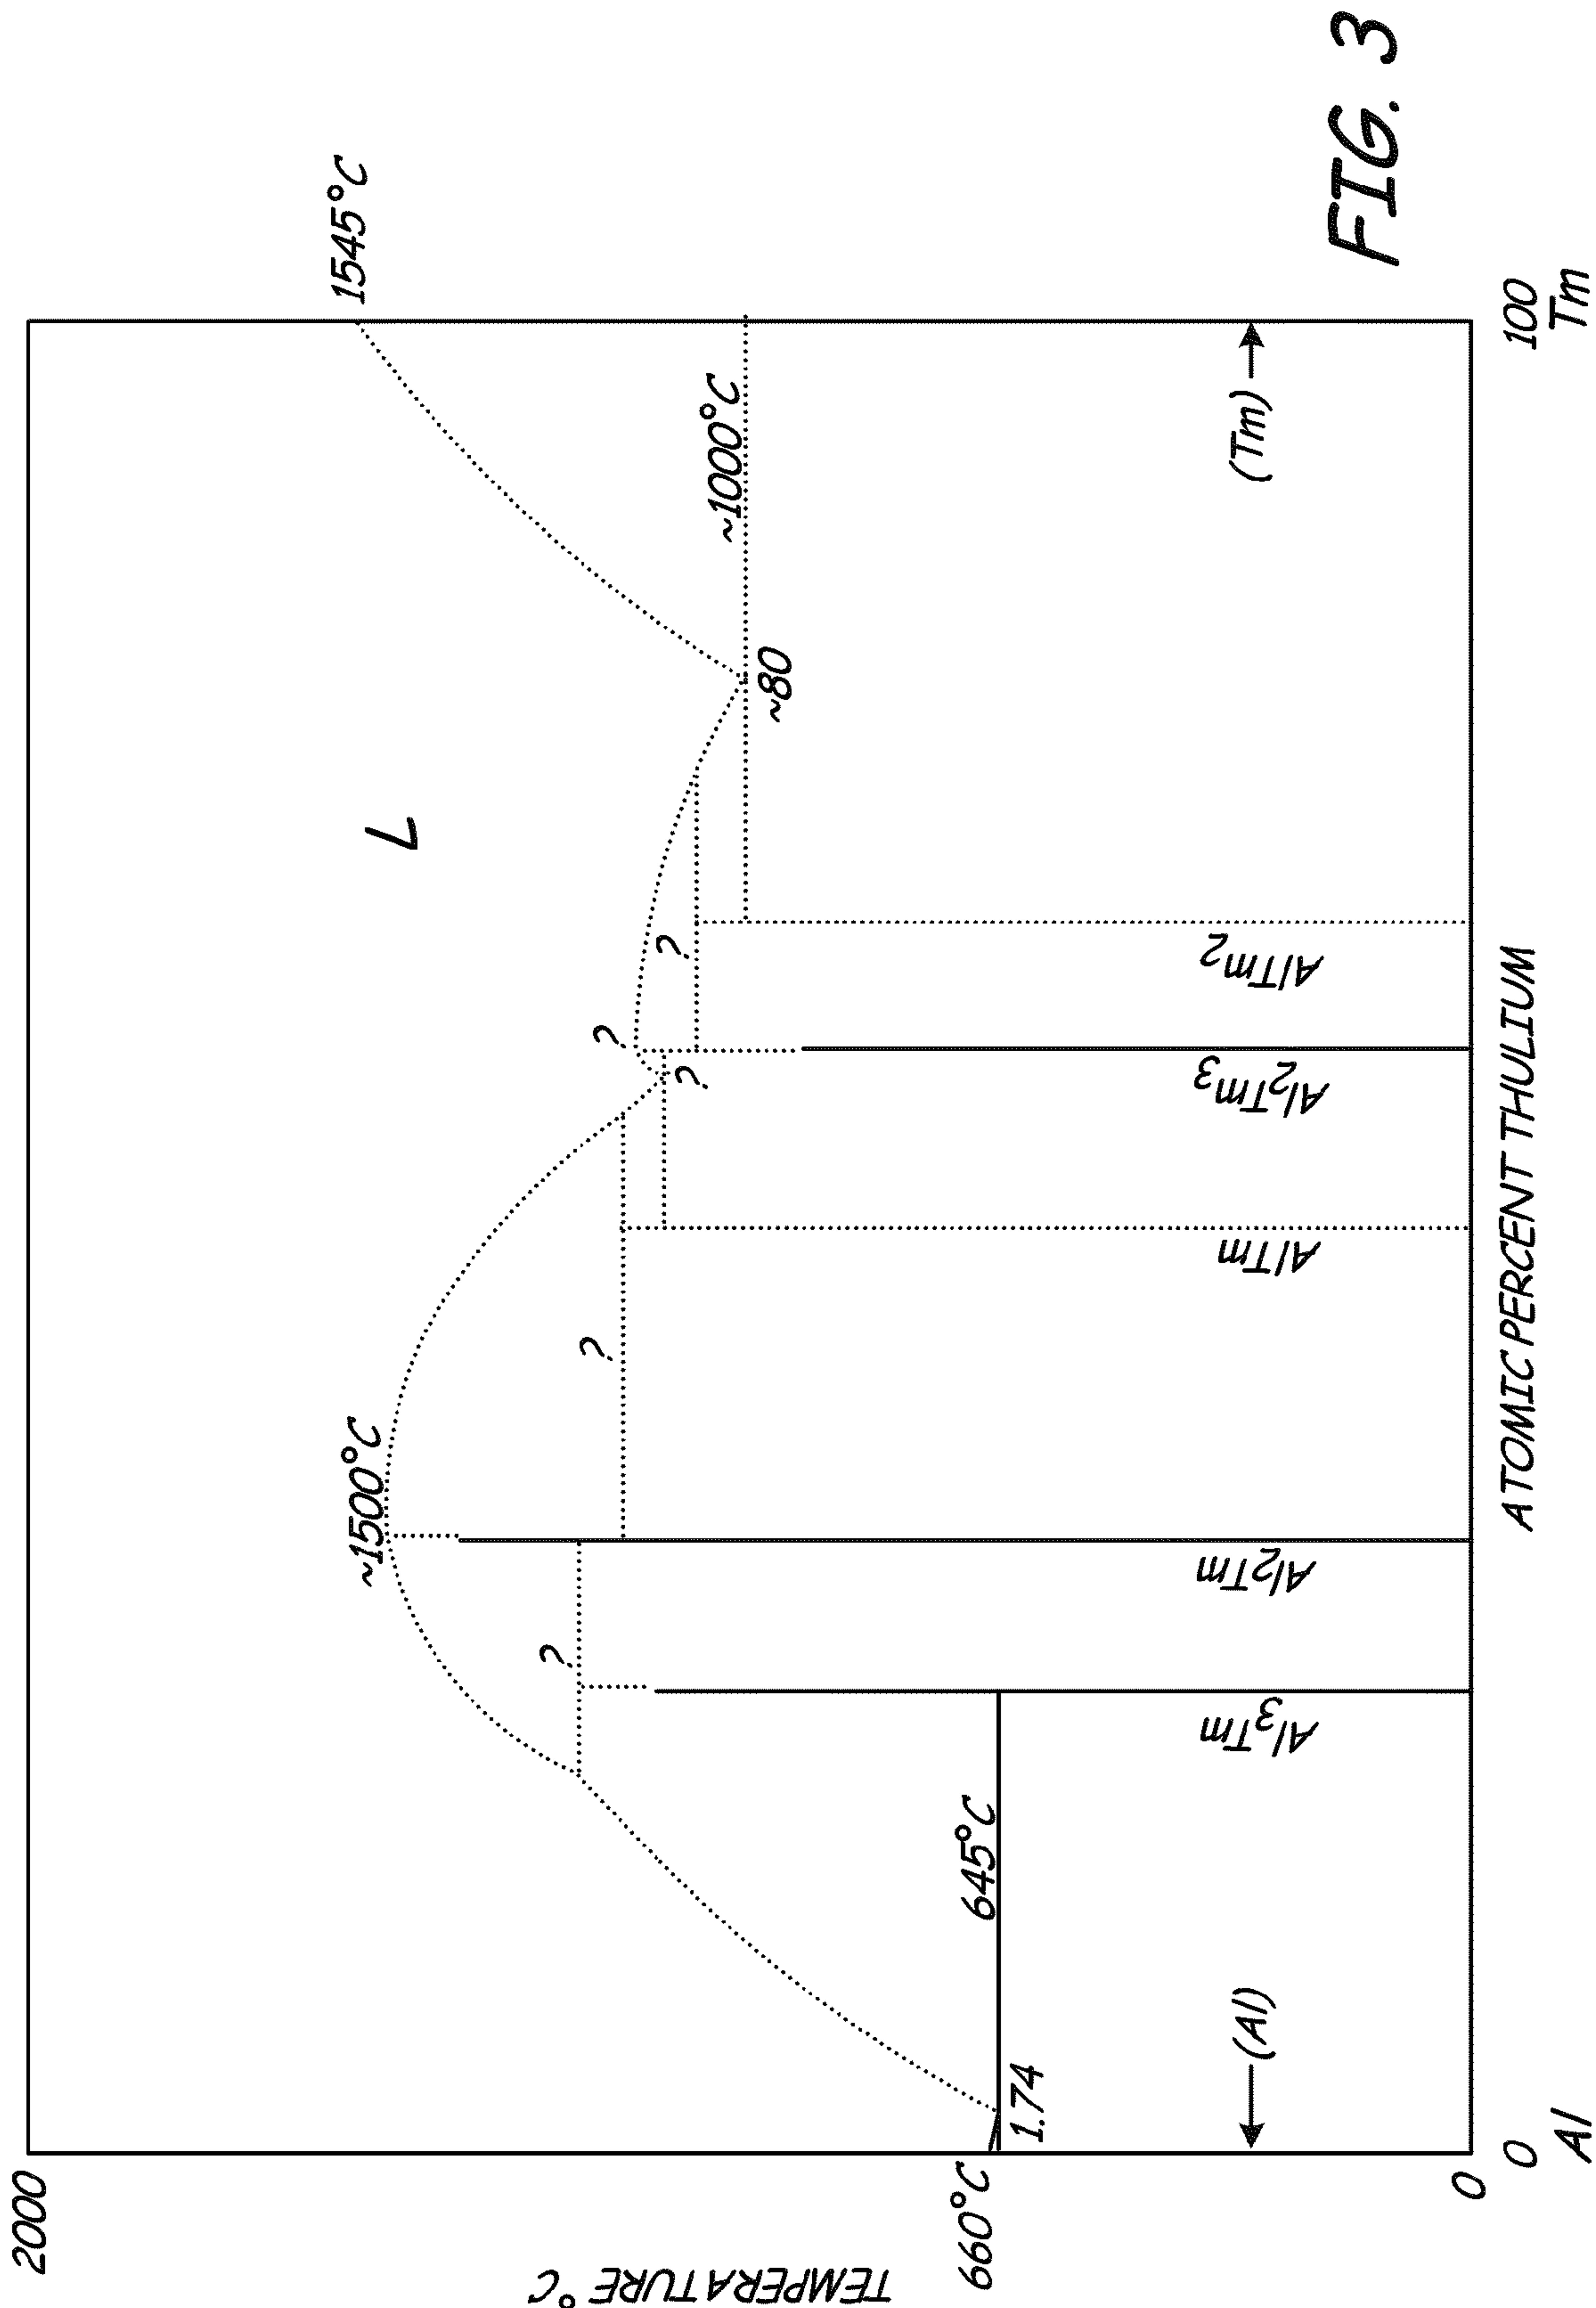 2000
TEMPERATURE °C
660°C
0
1.74
645°C
(Al)
?
~1500°C
?
?
?
?
L
~80
~1000°C
1545°C
(Tm)
Al₃Tm
Al₂Tm
AlTm
Al₂Tm₃
AlTm₂
0
Al
ATOMIC PERCENT THULIUM
100
Tm
FIG. 3